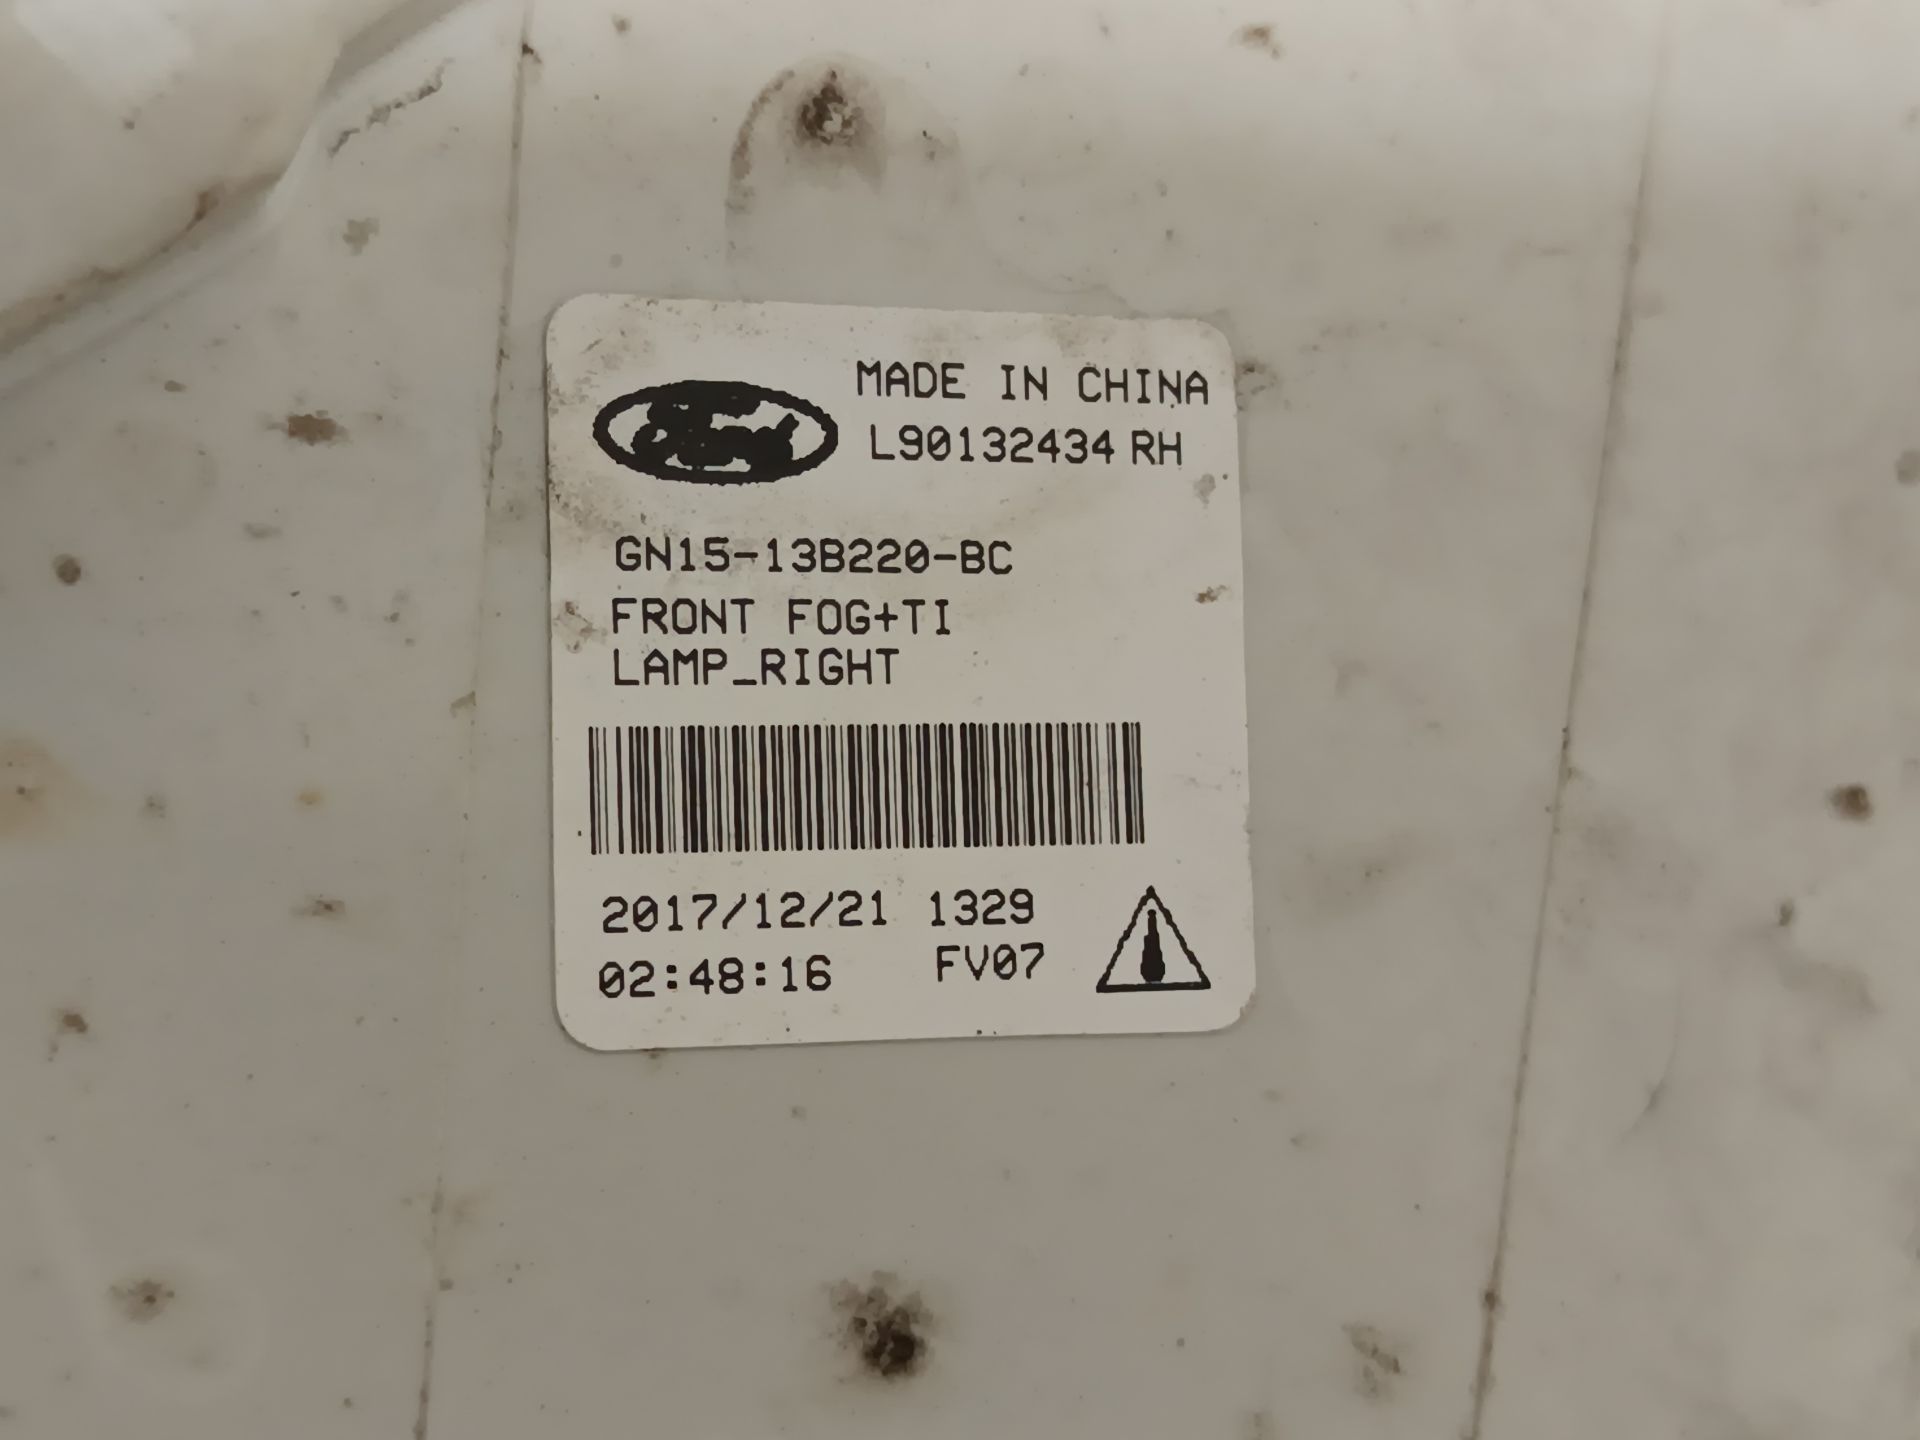 MADE IN CHINA
L90132434 RH
GN15-13B220-BC
FRONT FOG+TI
LAMP_RIGHT
2017/12/21 1329
02:48:16 FV07